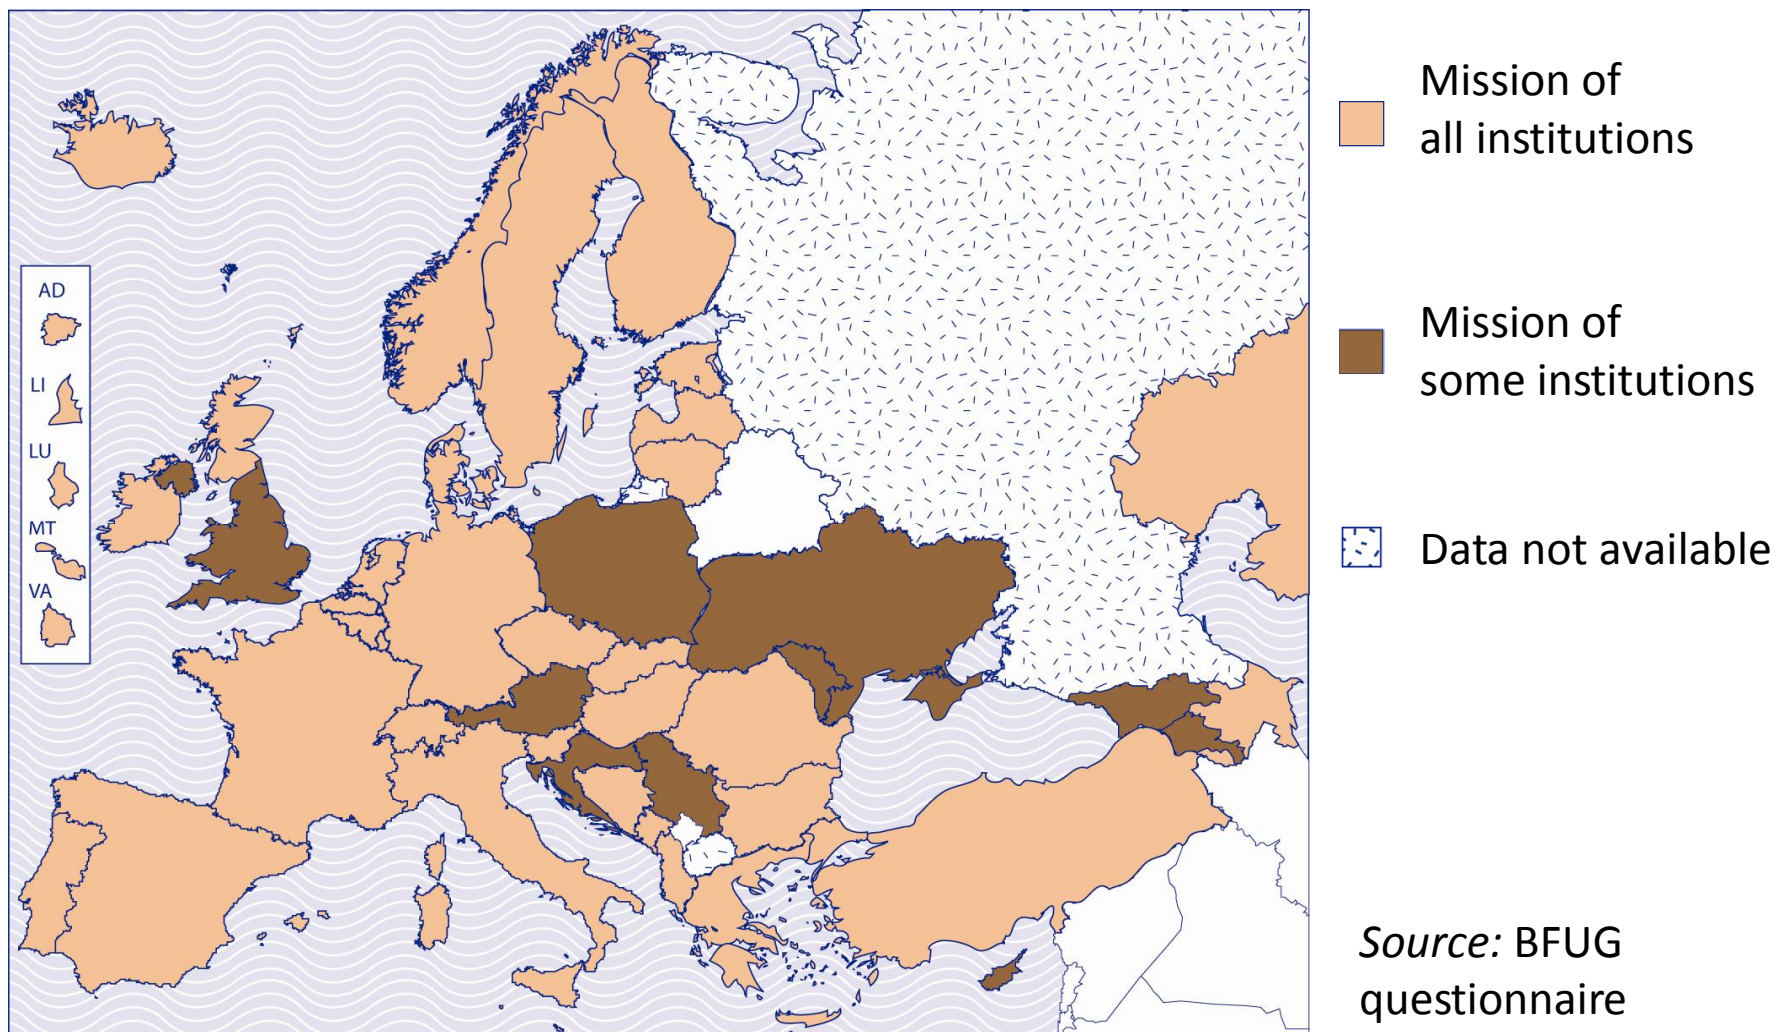 AD
LI
LU
MT
VA
Mission of
all institutions
Mission of
some institutions
Data not available
Source: BFUG
questionnaire